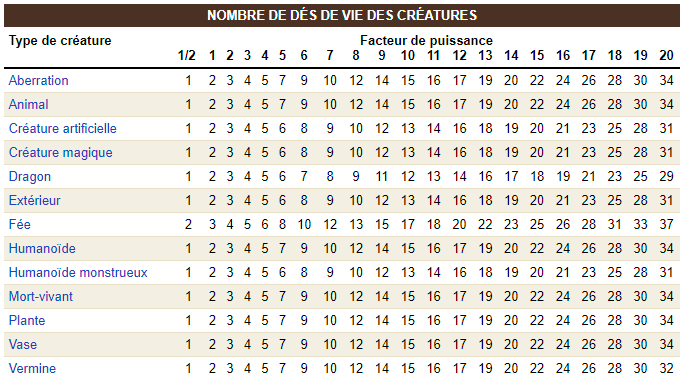 NOMBRE DE DÉS DE VIE DES CRÉATURES
Type de créature Facteur de puissance
1/2 1 2 3 4 5 6 7 8 9 10 11 12 13 14 15 16 17 18 19 20
Aberration 1 2 3 4 5 7 9 10 12 14 15 16 17 19 20 22 24 26 28 30 34
Animal 1 2 3 4 5 7 9 10 12 14 15 16 17 19 20 22 24 26 28 30 34
Créature artificielle 1 2 3 4 5 6 8 9 10 12 13 14 16 18 19 20 21 23 25 28 31
Créature magique 1 2 3 4 5 6 8 9 10 12 13 14 16 18 19 20 21 23 25 28 31
Dragon 1 2 3 4 5 6 7 8 9 11 12 13 14 16 17 18 19 21 23 25 29
Extérieur 1 2 3 4 5 6 8 9 10 12 13 14 16 18 19 20 21 23 25 28 31
Fée 2 3 4 5 6 8 10 12 13 15 17 18 20 22 23 25 26 28 31 33 37
Humanoïde 1 2 3 4 5 7 9 10 12 14 15 16 17 19 20 22 24 26 28 30 34
Humanoïde monstrueux 1 2 3 4 5 6 8 9 10 12 13 14 16 18 19 20 21 23 25 28 31
Mort-vivant 1 2 3 4 5 7 9 10 12 14 15 16 17 19 20 22 24 26 28 30 34
Plante 1 2 3 4 5 7 9 10 12 14 15 16 17 19 20 22 24 26 28 30 34
Vase 1 2 3 4 5 7 9 10 12 14 15 16 17 19 20 22 24 26 28 30 34
Vermine 1 2 3 4 5 7 9 10 12 14 15 16 17 19 20 22 24 26 28 30 32